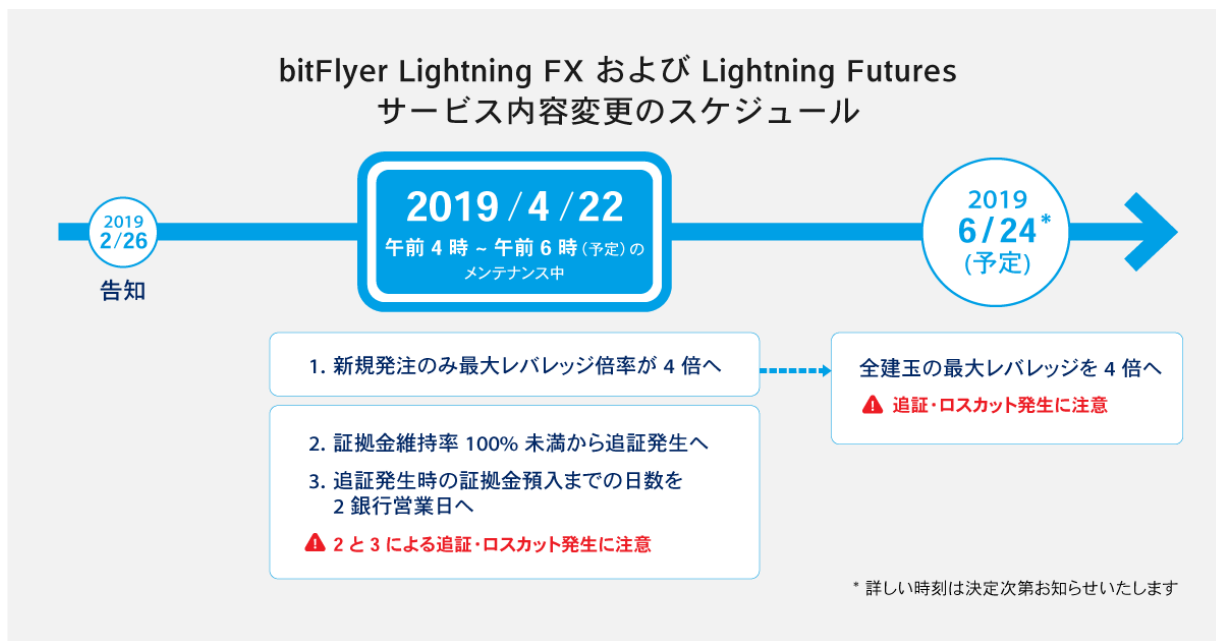 bitFlyer Lightning FX および Lightning Futures
サービス内容変更のスケジュール
2019
2/26
告知
2019/4/22
午前 4 時 ~ 午前 6 時(予定)の
メンテナンス中
2019
6/24*
(予定)
1. 新規発注のみ最大レバレッジ倍率が 4 倍へ
2. 証拠金維持率 100% 未満から追証発生へ
3. 追証発生時の証拠金預入までの日数を
2 銀行営業日へ
2 と 3 による追証・ロスカット発生に注意
全建玉の最大レバレッジを 4 倍へ
追証・ロスカット発生に注意
* 詳しい時刻は決定次第お知らせいたします